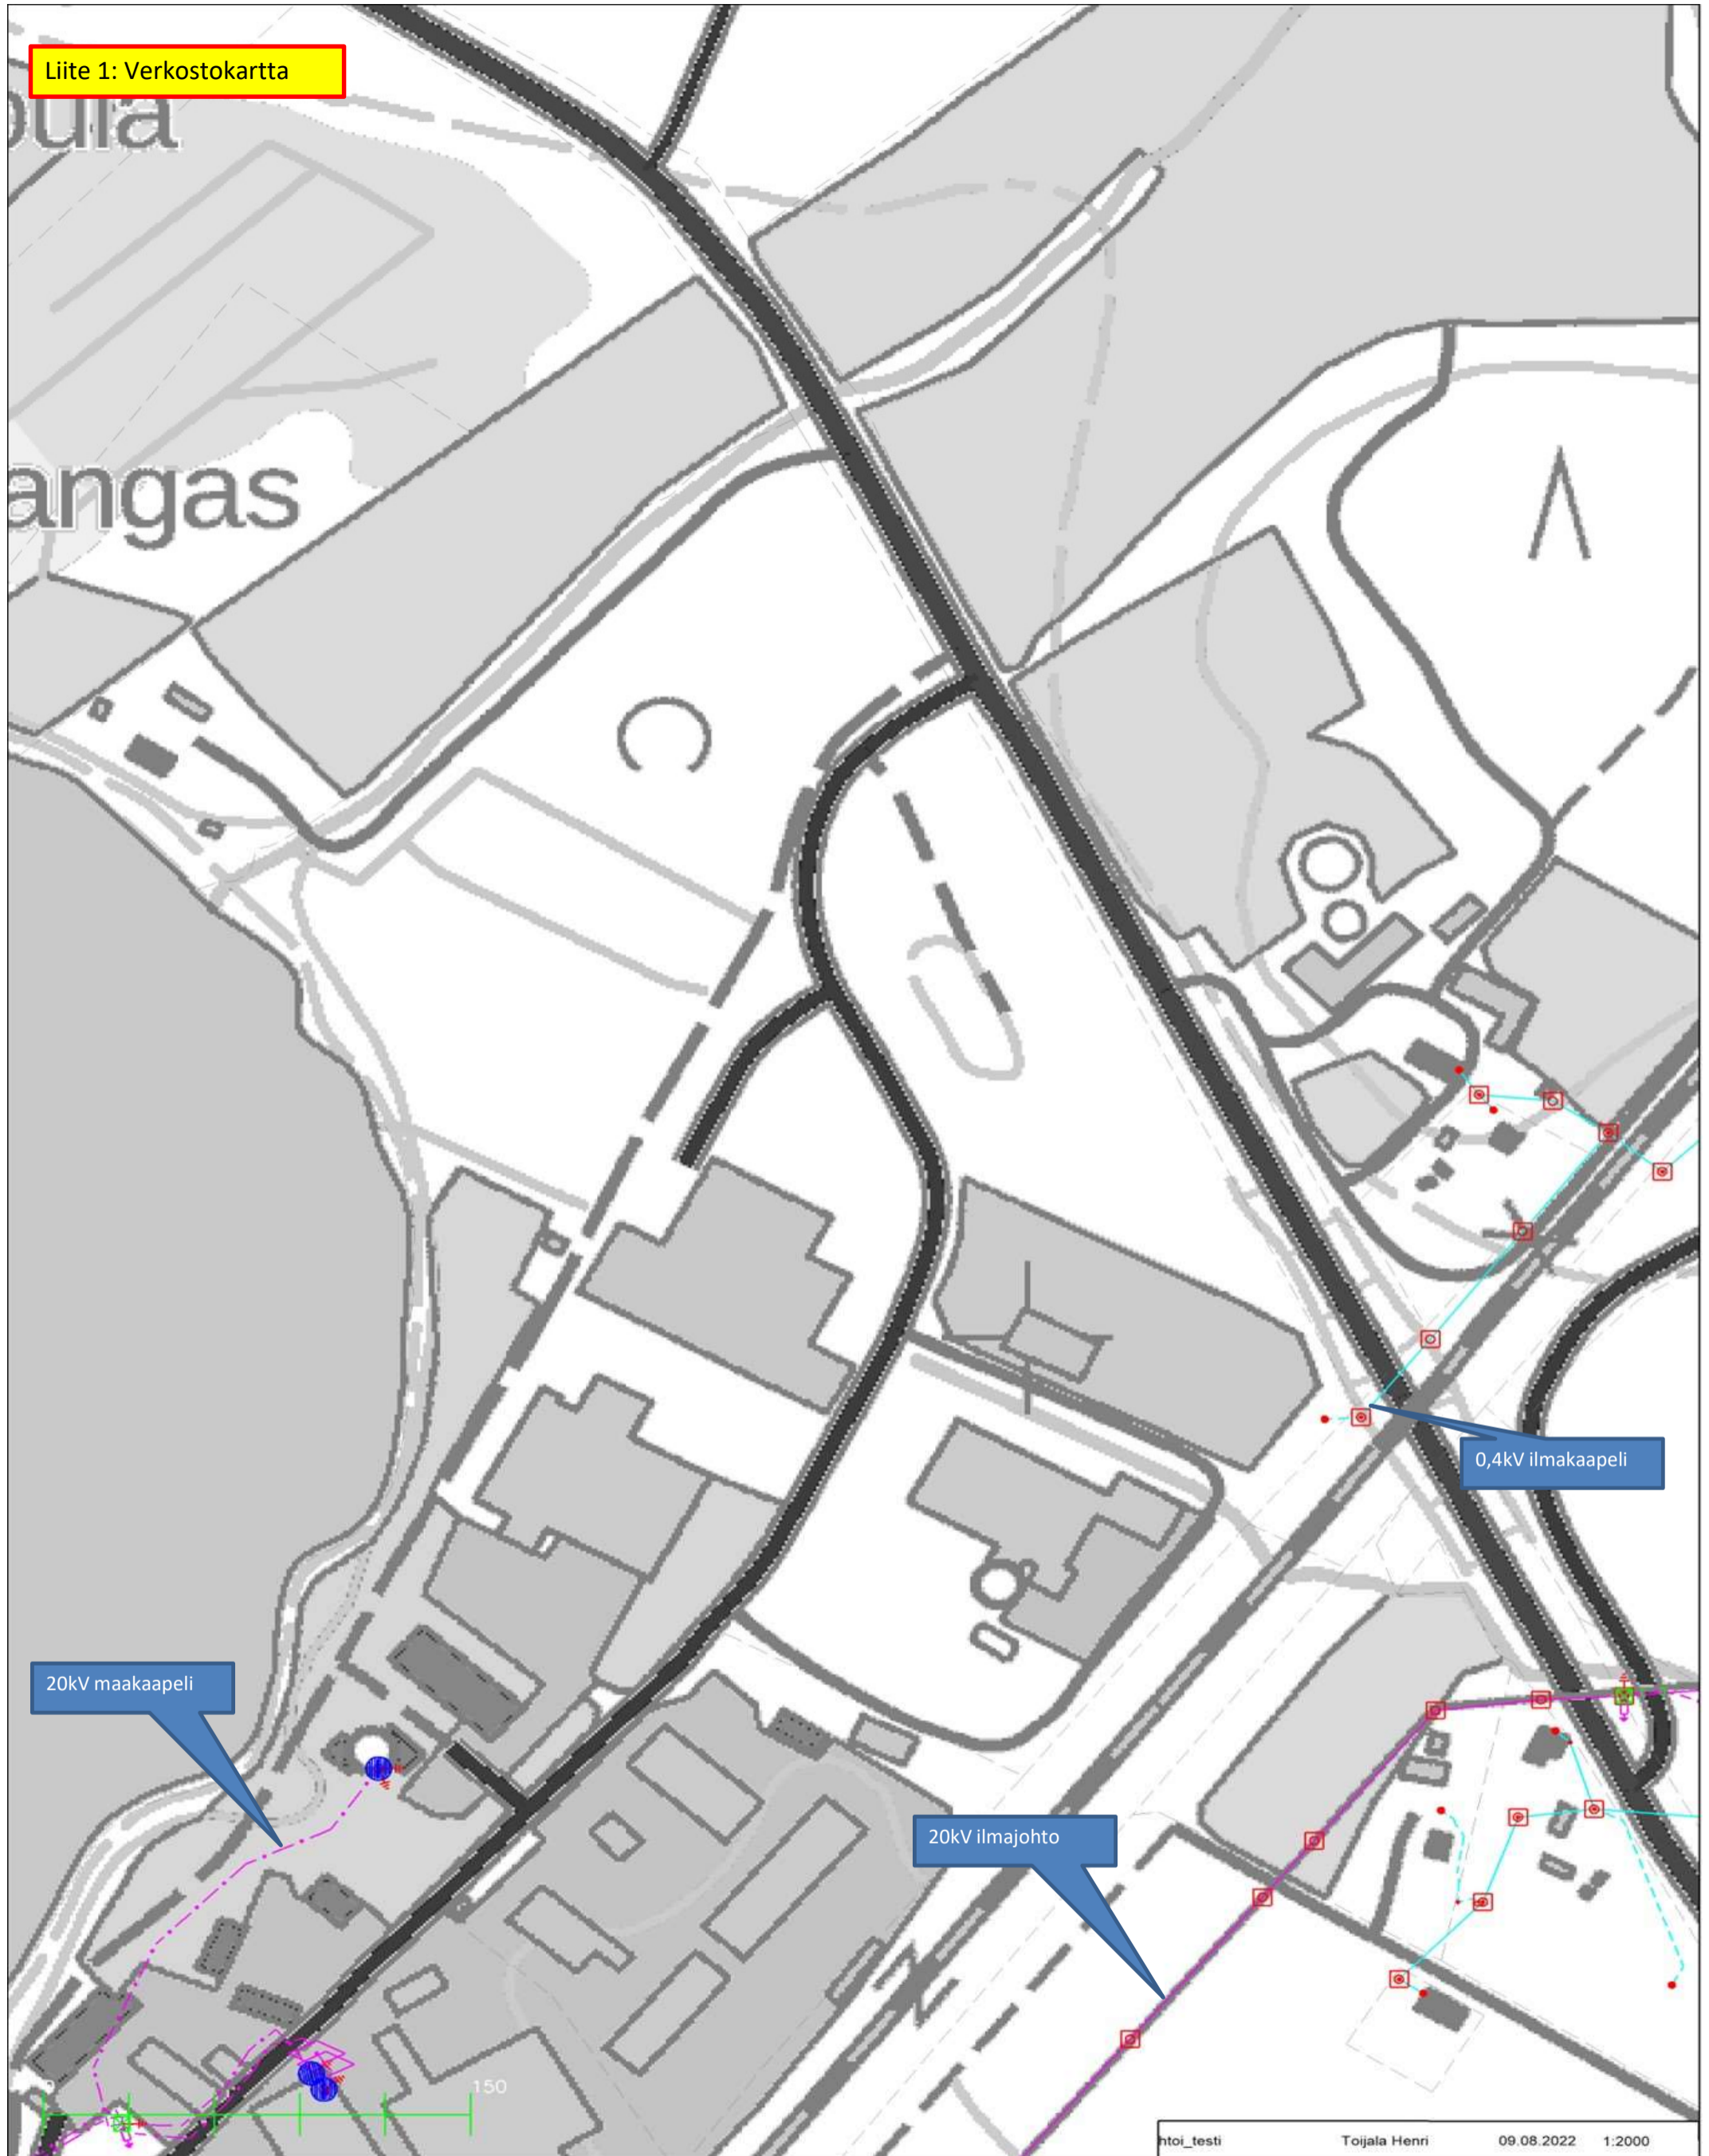 Liite 1: Verkostokartta
pula
angas
0,4kV ilmakaapeli
20kV maakaapeli
20kV ilmajohto
150
htoi_testi Toijala Henri 09.08.2022 1:2000